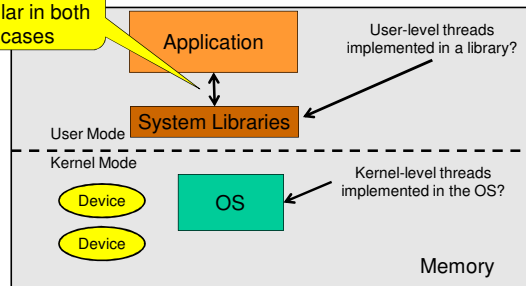 lar in both
cases
Application
User-level threads
implemented in a library?
System Libraries
User Mode
Kernel Mode
Kernel-level threads
implemented in the OS?
Device
OS
Device
Memory